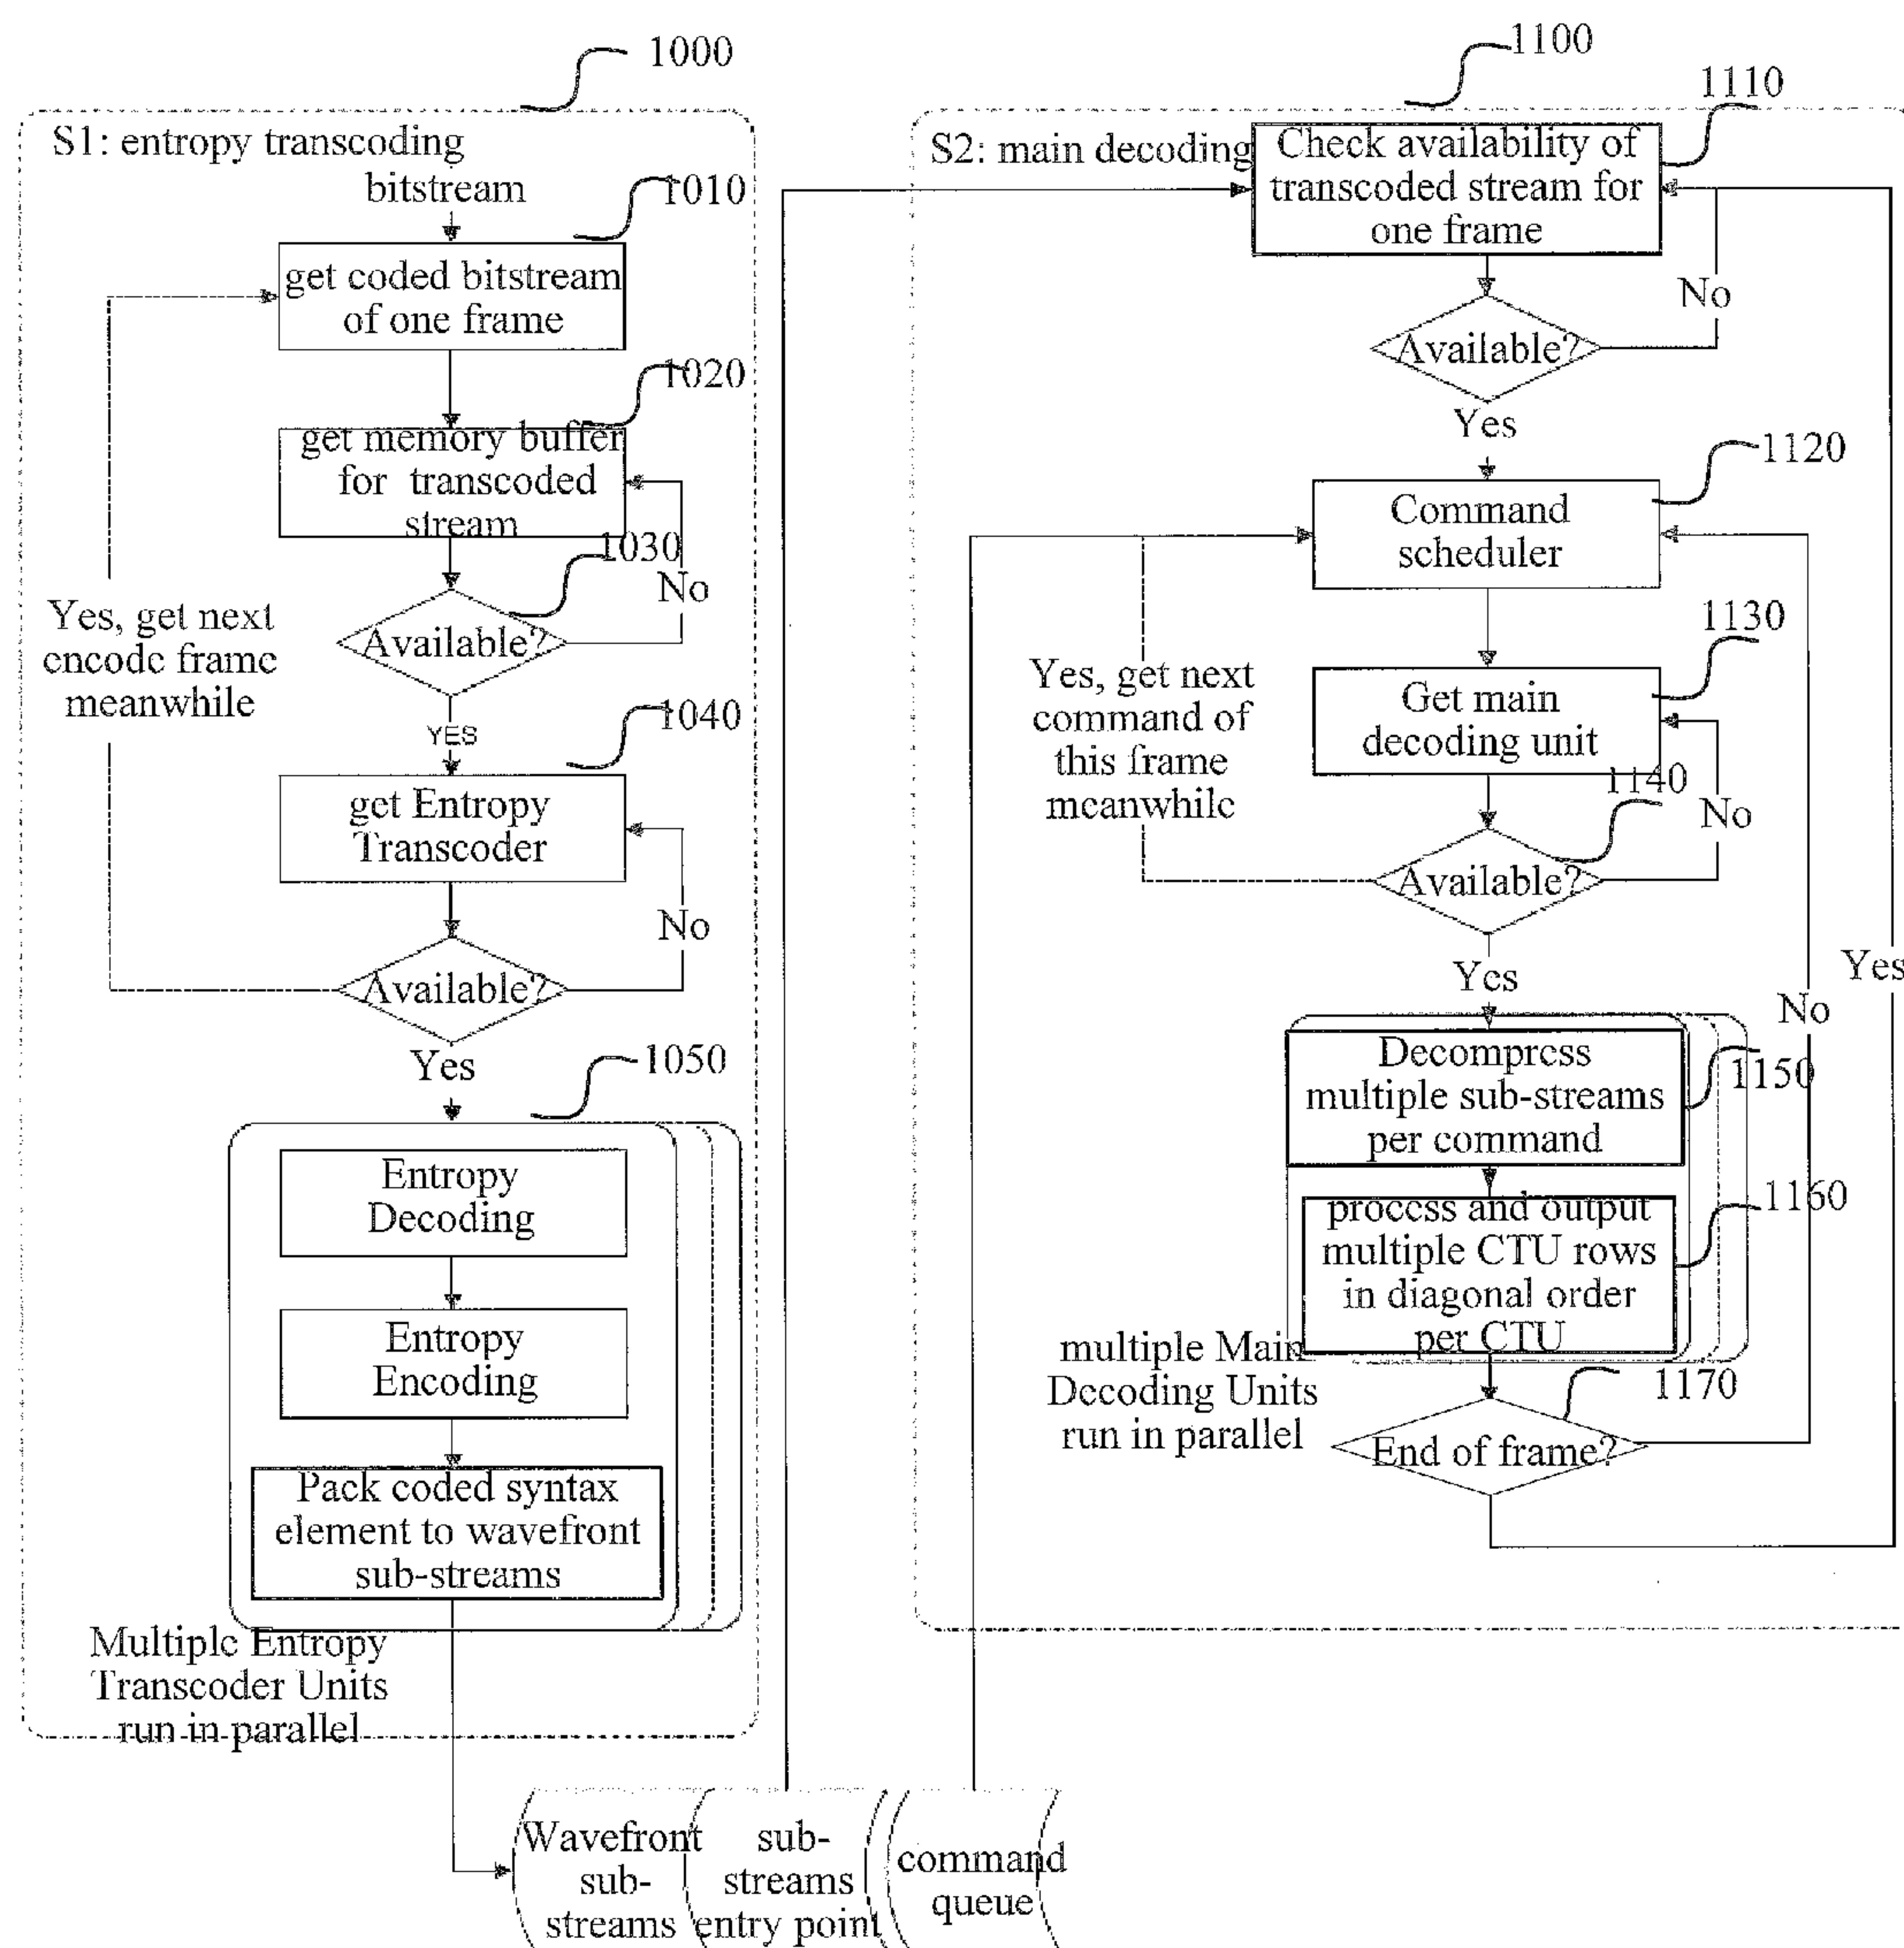 1000
S1: entropy transcoding
bitstream
1010
get coded bitstream
of one frame
1020
get memory buffer
for transcoded
stream
1030
No
Available?
Yes, get next
encode frame
meanwhile
YES
1040
get Entropy
Transcoder
No
Available?
Yes
1050
Entropy
Decoding
Entropy
Encoding
Pack coded syntax
element to wavefront
sub-streams
Multiple Entropy
Transcoder Units
run in parallel
Wavefront
sub-
streams
sub-
streams
entry point
command
queue
1100
S2: main decoding
1110
Check availability of
transcoded stream for
one frame
No
Available?
Yes
1120
Command
scheduler
1130
Get main
decoding unit
Yes, get next
command of
this frame
meanwhile
1140
No
Available?
Yes
Yes
No
Decompress
multiple sub-streams
per command
1150
process and output
multiple CTU rows
in diagonal order
per CTU
1160
multiple Main
Decoding Units
run in parallel
1170
End of frame?